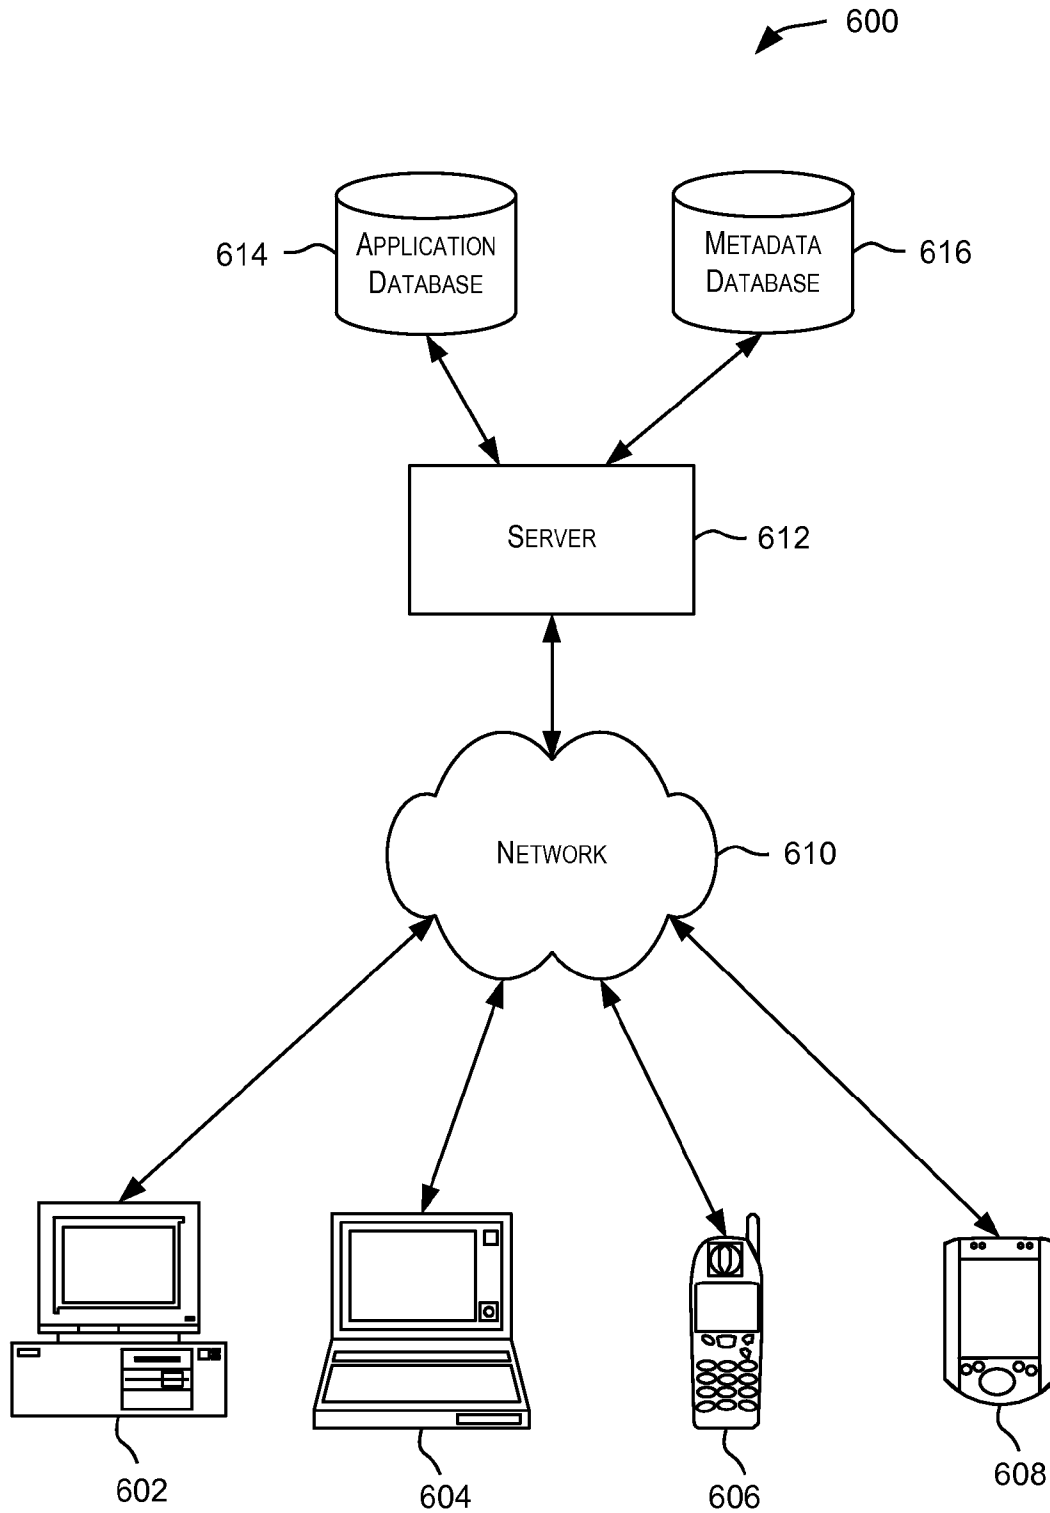 600
APPLICATION
DATABASE
614
METADATA
DATABASE
616
SERVER
612
NETWORK
610
602
604
606
608